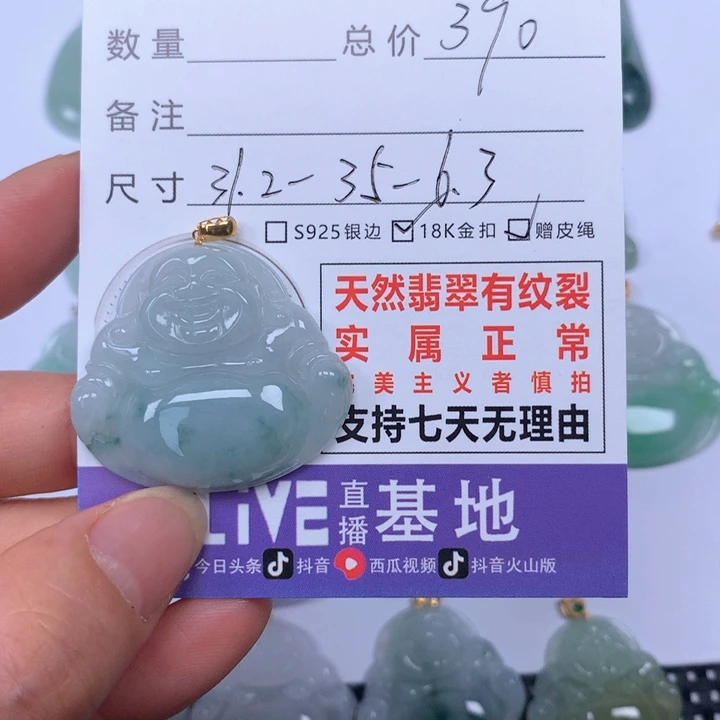 数量 总价 390
备注
尺寸 31.2-35-6.3
S925银边 18K金扣 赠皮绳
天然翡翠有纹裂
实属正常
美主义者慎拍
支持七天无理由
LiVE 直播 基地
今日头条 抖音 西瓜视频 抖音火山版